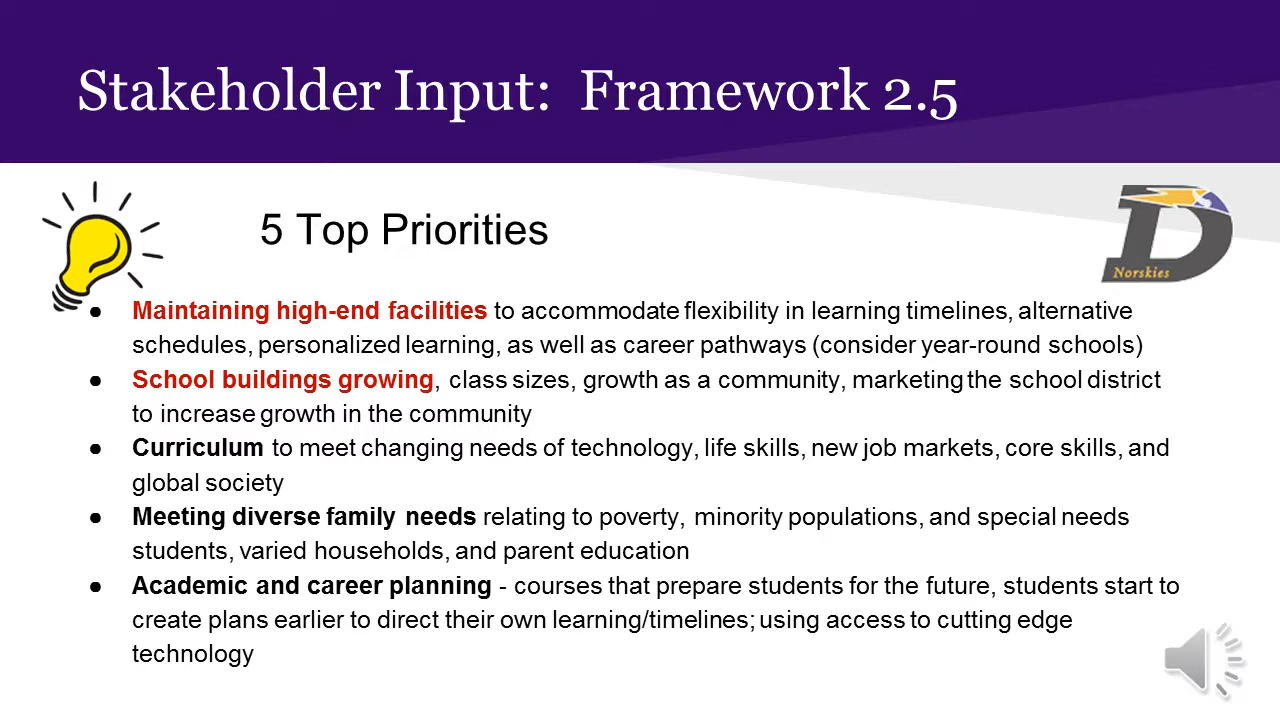 Stakeholder Input: Framework 2.5
5 Top Priorities
D
Norskies
● Maintaining high-end facilities to accommodate flexibility in learning timelines, alternative
schedules, personalized learning, as well as career pathways (consider year-round schools)
● School buildings growing, class sizes, growth as a community, marketing the school district
to increase growth in the community
● Curriculum to meet changing needs of technology, life skills, new job markets, core skills, and
global society
● Meeting diverse family needs relating to poverty, minority populations, and special needs
students, varied households, and parent education
● Academic and career planning - courses that prepare students for the future, students start to
create plans earlier to direct their own learning/timelines; using access to cutting edge
technology